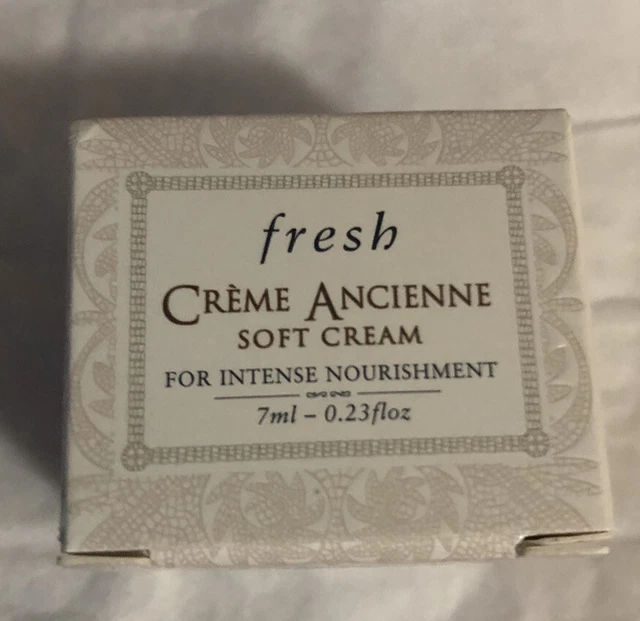 fresh
CRÈME ANCIENNE
SOFT CREAM
FOR INTENSE NOURISHMENT
7ml – 0.23floz